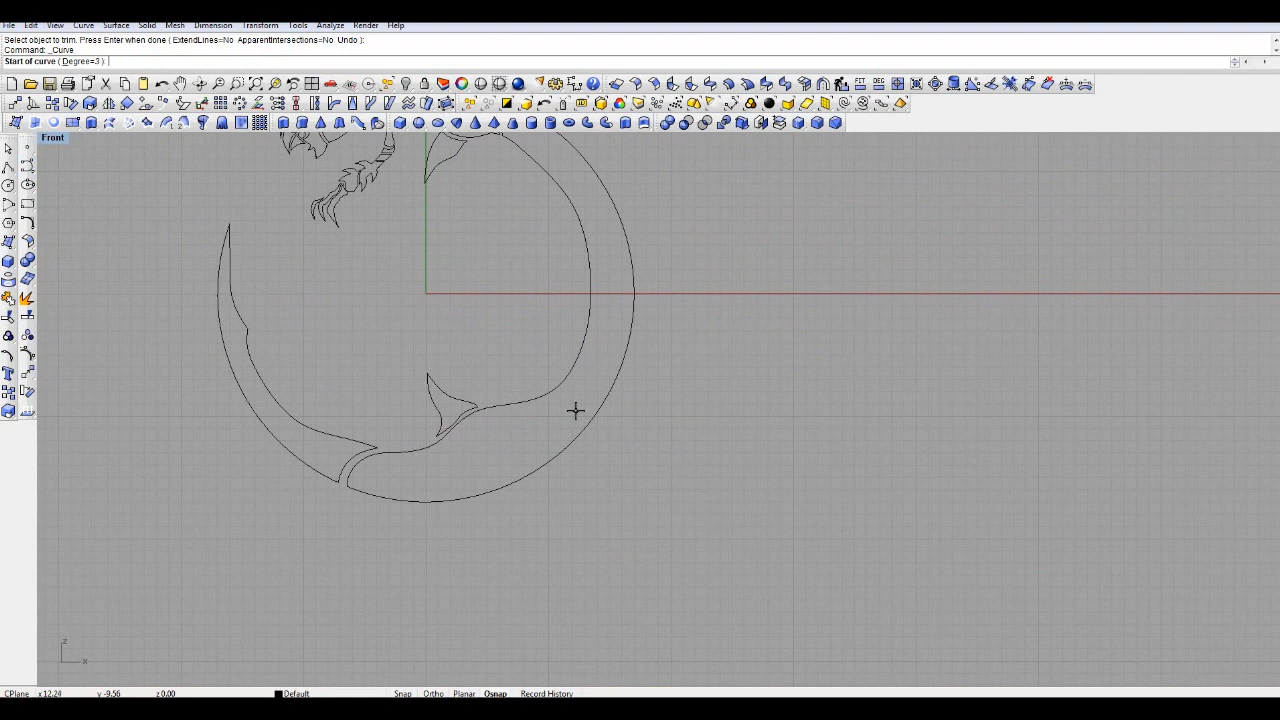 File Edit View Curve Surface Solid Mesh Dimension Transform Tools Analyze Render Help
Select object to trim. Press Enter when done ( ExtendLines=No ApparentIntersections=No Undo ):
Command: _Curve
Start of curve ( Degree=3 ):
FIT DEG
Front
z
x
CPlane x 12.24 y -9.56 z 0.00 Default Snap Ortho Planar Osnap Record History